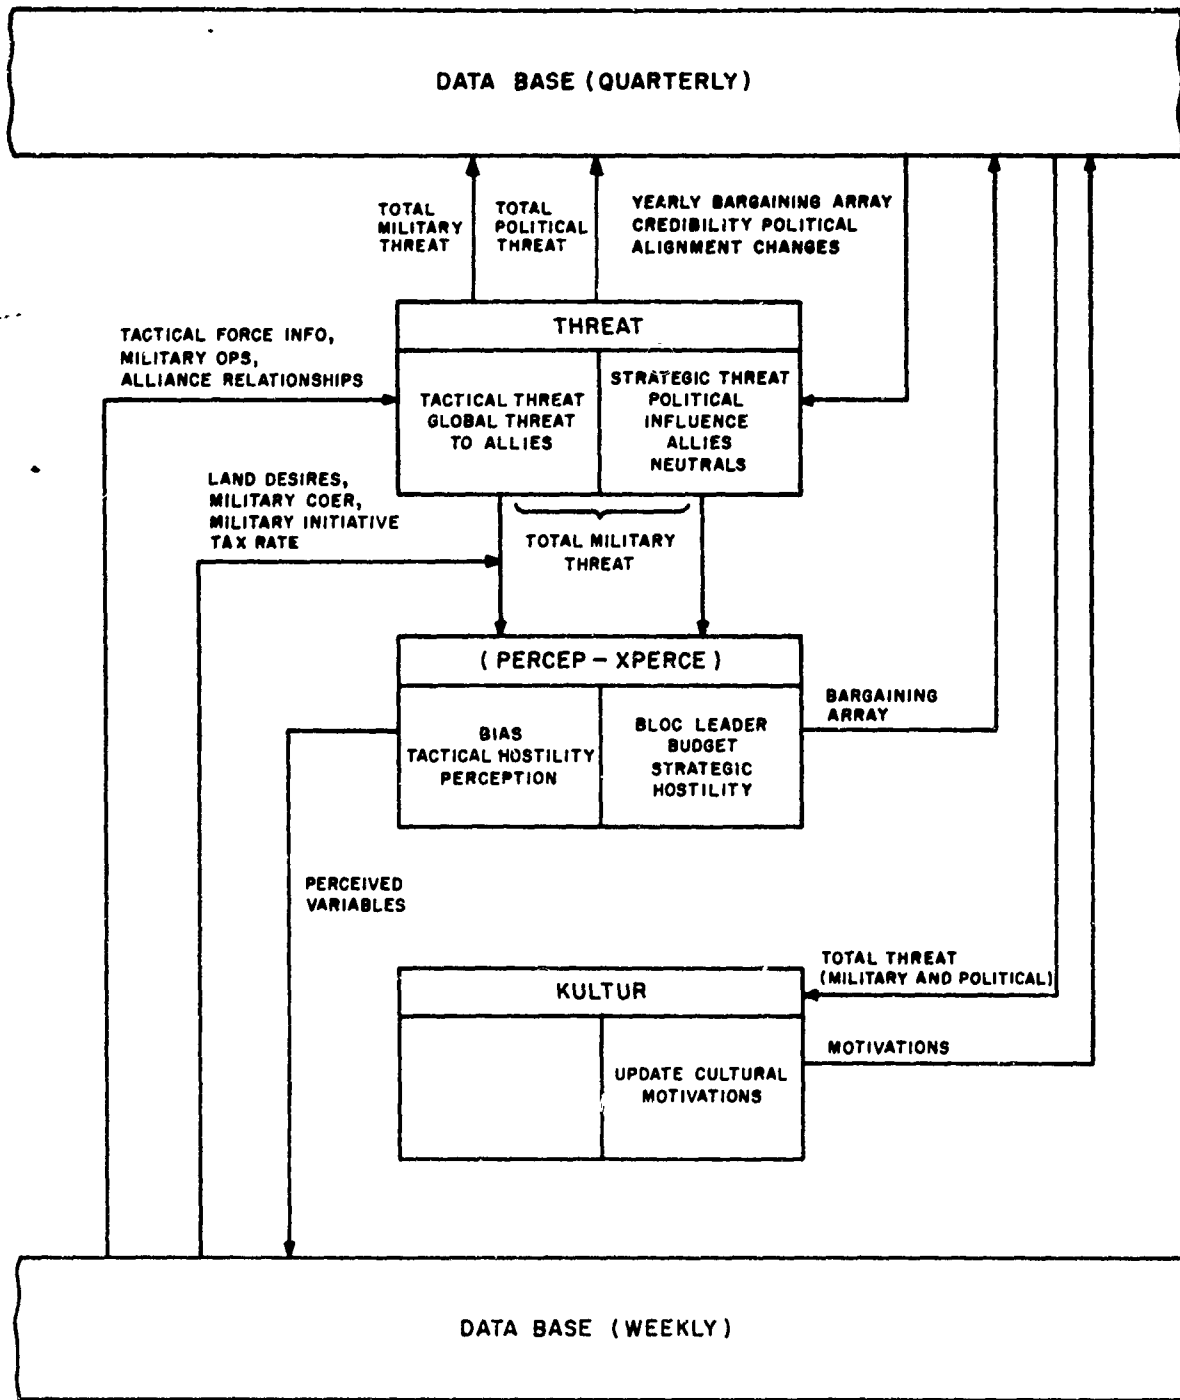 DATA BASE (QUARTERLY)
TOTAL
MILITARY
THREAT
TOTAL
POLITICAL
THREAT
YEARLY BARGAINING ARRAY
CREDIBILITY POLITICAL
ALIGNMENT CHANGES
THREAT
TACTICAL FORCE INFO,
MILITARY OPS,
ALLIANCE RELATIONSHIPS
TACTICAL THREAT
GLOBAL THREAT
TO ALLIES
STRATEGIC THREAT
POLITICAL
INFLUENCE
ALLIES
NEUTRALS
LAND DESIRES,
MILITARY COER,
MILITARY INITIATIVE
TAX RATE
TOTAL MILITARY
THREAT
(PERCEP - XPERCE)
BIAS
TACTICAL HOSTILITY
PERCEPTION
BLOC LEADER
BUDGET
STRATEGIC
HOSTILITY
BARGAINING
ARRAY
PERCEIVED
VARIABLES
TOTAL THREAT
(MILITARY AND POLITICAL)
KULTUR
MOTIVATIONS
UPDATE CULTURAL
MOTIVATIONS
DATA BASE (WEEKLY)